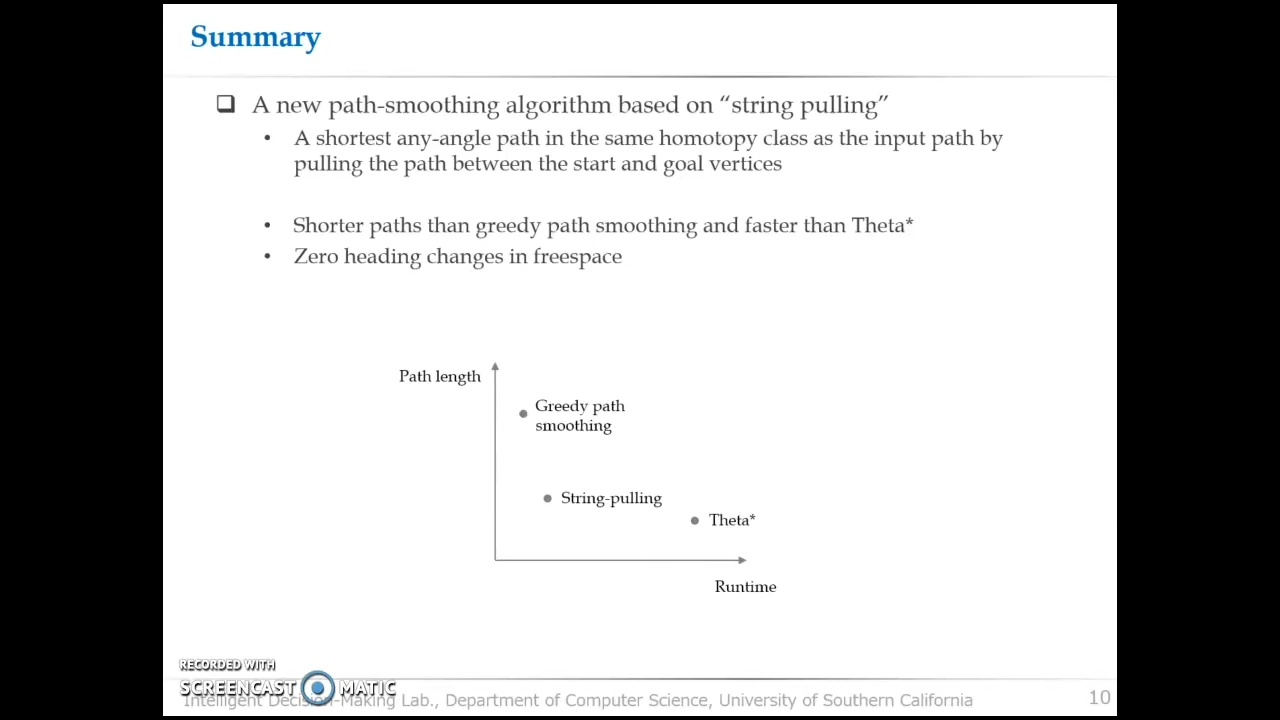 Summary
A new path-smoothing algorithm based on “string pulling”
A shortest any-angle path in the same homotopy class as the input path by
pulling the path between the start and goal vertices
Shorter paths than greedy path smoothing and faster than Theta*
Zero heading changes in freespace
Path length
Greedy path
smoothing
String-pulling
Theta*
Runtime
RECORDED WITH
SCREENCAST MATIC
Intelligent Decision-Making Lab., Department of Computer Science, University of Southern California
10